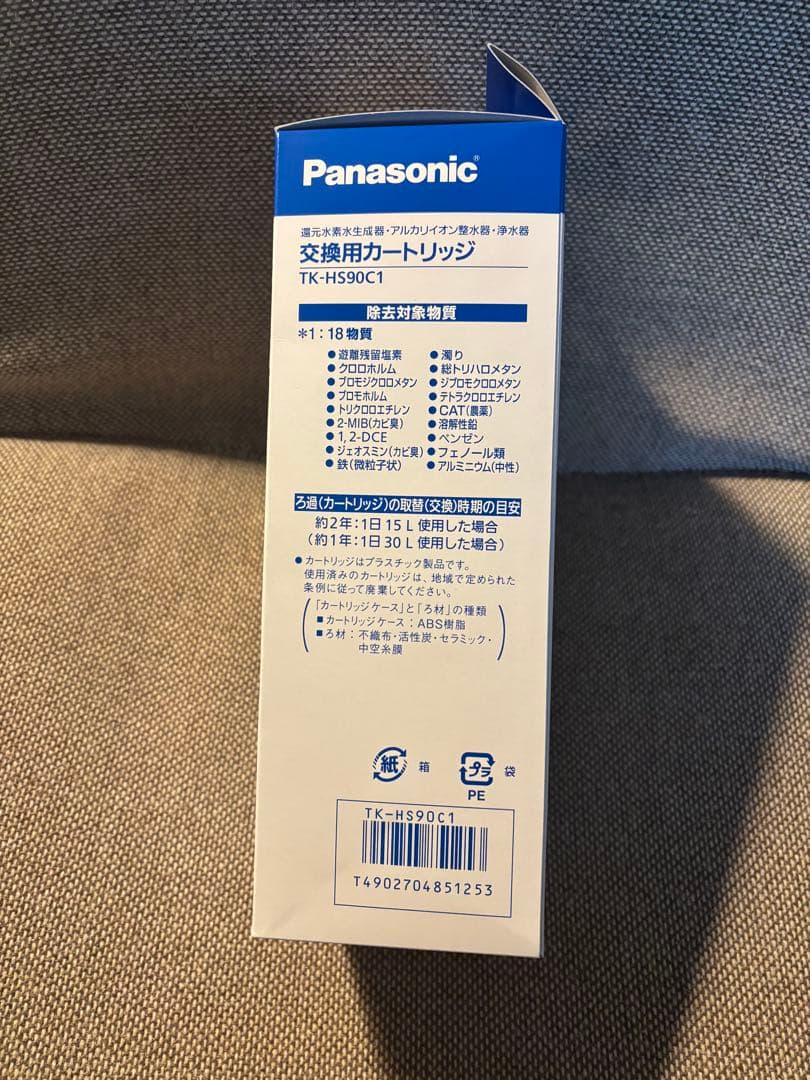 Panasonic®
還元水素水生成器・アルカリイオン整水器・浄水器
交換用カートリッジ
TK-HS90C1
除去対象物質
*1:18物質
●遊離残留塩素 ●濁り
●クロロホルム ●総トリハロメタン
●ブロモジクロロメタン ●ジブロモクロロメタン
●ブロモホルム ●テトラクロロエチレン
●トリクロロエチレン ●CAT(農薬)
●2-MIB(カビ臭) ●溶解性鉛
●1,2-DCE ●ベンゼン
●ジェオスミン(カビ臭) ●フェノール類
●鉄(微粒子状) ●アルミニウム(中性)
ろ過(カートリッジ)の取替(交換)時期の目安
約2年:1日15L使用した場合
(約1年:1日30L使用した場合)
●カートリッジはプラスチック製品です。
使用済みのカートリッジは、地域で定められた
条例に従って廃棄してください。
「カートリッジケース」と「ろ材」の種類
■カートリッジケース:ABS樹脂
■ろ材:不織布・活性炭・セラミック・
中空糸膜
紙 箱 プラ 袋
PE
TK-HS90C1
T4902704851253